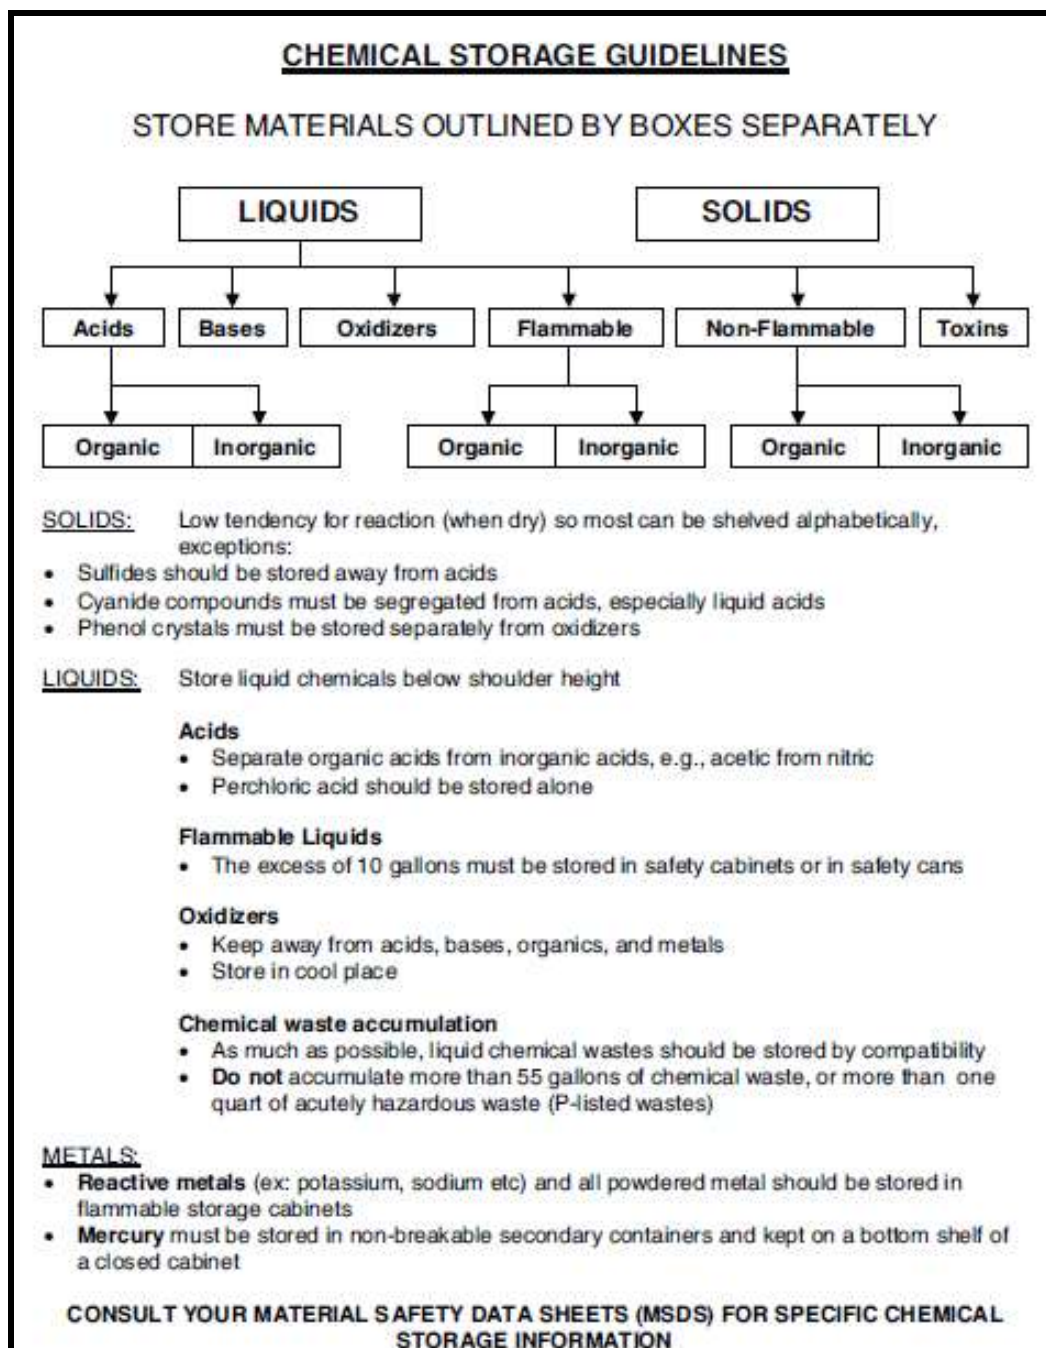 CHEMICAL STORAGE GUIDELINES
STORE MATERIALS OUTLINED BY BOXES SEPARATELY
LIQUIDS SOLIDS
Acids Bases Oxidizers Flammable Non-Flammable Toxins
Organic Inorganic Organic Inorganic Organic Inorganic
SOLIDS: Low tendency for reaction (when dry) so most can be shelved alphabetically,
exceptions:
• Sulfides should be stored away from acids
• Cyanide compounds must be segregated from acids, especially liquid acids
• Phenol crystals must be stored separately from oxidizers
LIQUIDS: Store liquid chemicals below shoulder height
Acids
• Separate organic acids from inorganic acids, e.g., acetic from nitric
• Perchloric acid should be stored alone
Flammable Liquids
• The excess of 10 gallons must be stored in safety cabinets or in safety cans
Oxidizers
• Keep away from acids, bases, organics, and metals
• Store in cool place
Chemical waste accumulation
• As much as possible, liquid chemical wastes should be stored by compatibility
• Do not accumulate more than 55 gallons of chemical waste, or more than one
quart of acutely hazardous waste (P-listed wastes)
METALS:
• Reactive metals (ex: potassium, sodium etc) and all powdered metal should be stored in
flammable storage cabinets
• Mercury must be stored in non-breakable secondary containers and kept on a bottom shelf of
a closed cabinet
CONSULT YOUR MATERIAL SAFETY DATA SHEETS (MSDS) FOR SPECIFIC CHEMICAL
STORAGE INFORMATION